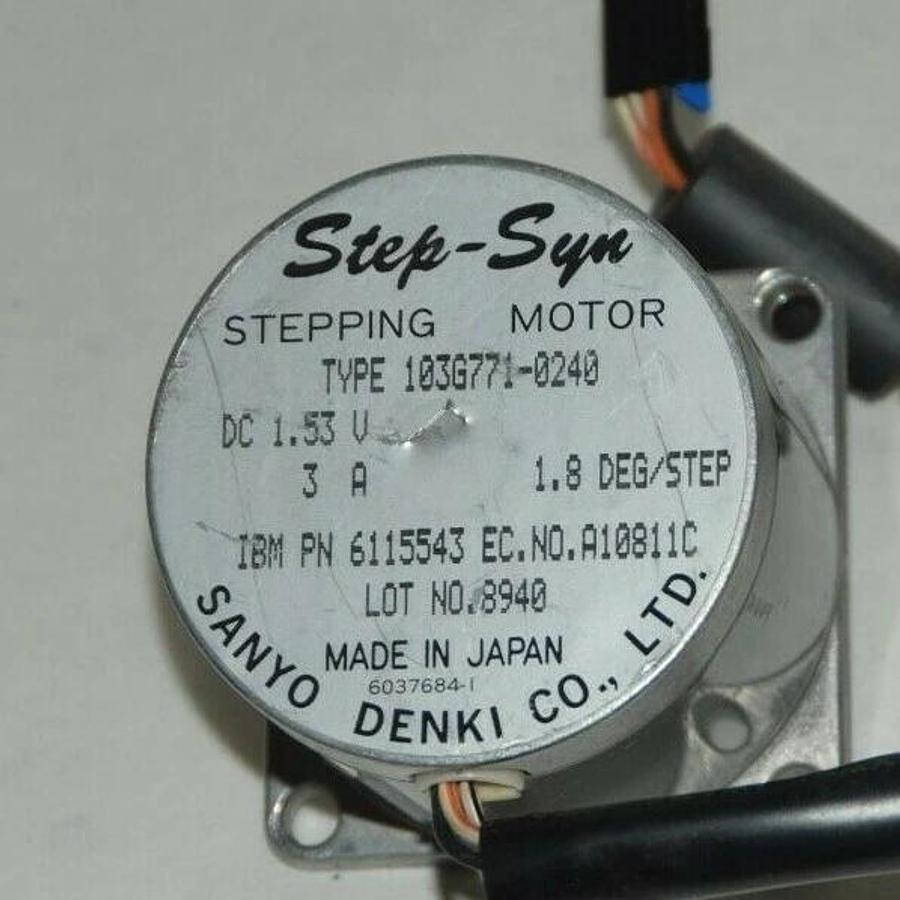 Step-Syn
STEPPING MOTOR
TYPE 103G771-0240
DC 1.53 V
3 A 1.8 DEG/STEP
IBM PN 6115543 EC.NO.A10811C
LOT NO.8940
MADE IN JAPAN
6037684-1
SANYO DENKI CO., LTD.